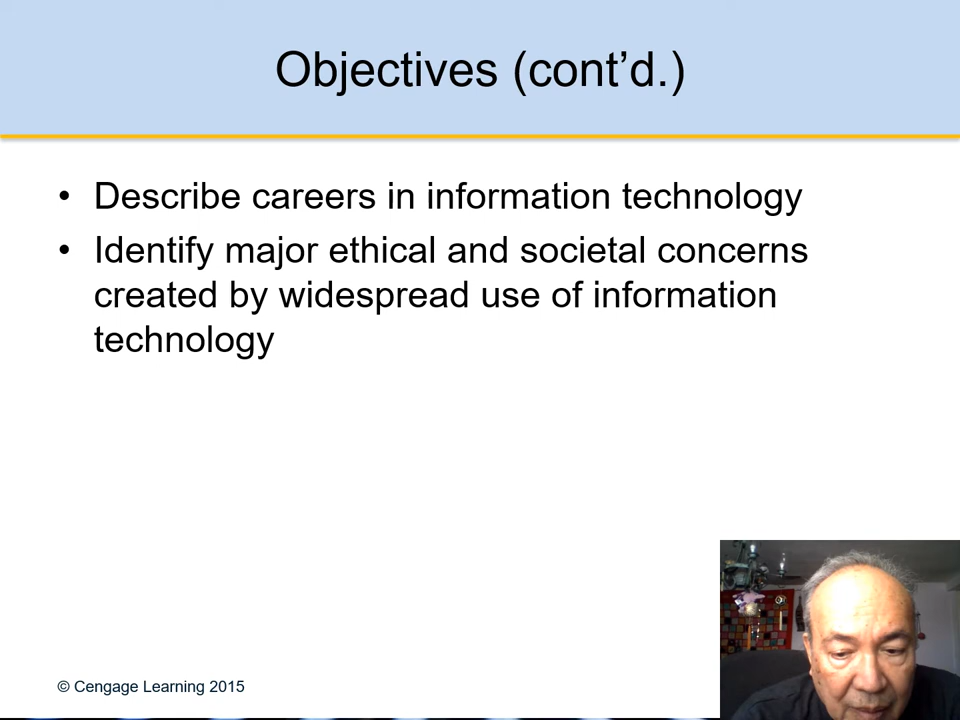 Objectives (cont’d.)
• Describe careers in information technology
• Identify major ethical and societal concerns
created by widespread use of information
technology
© Cengage Learning 2015